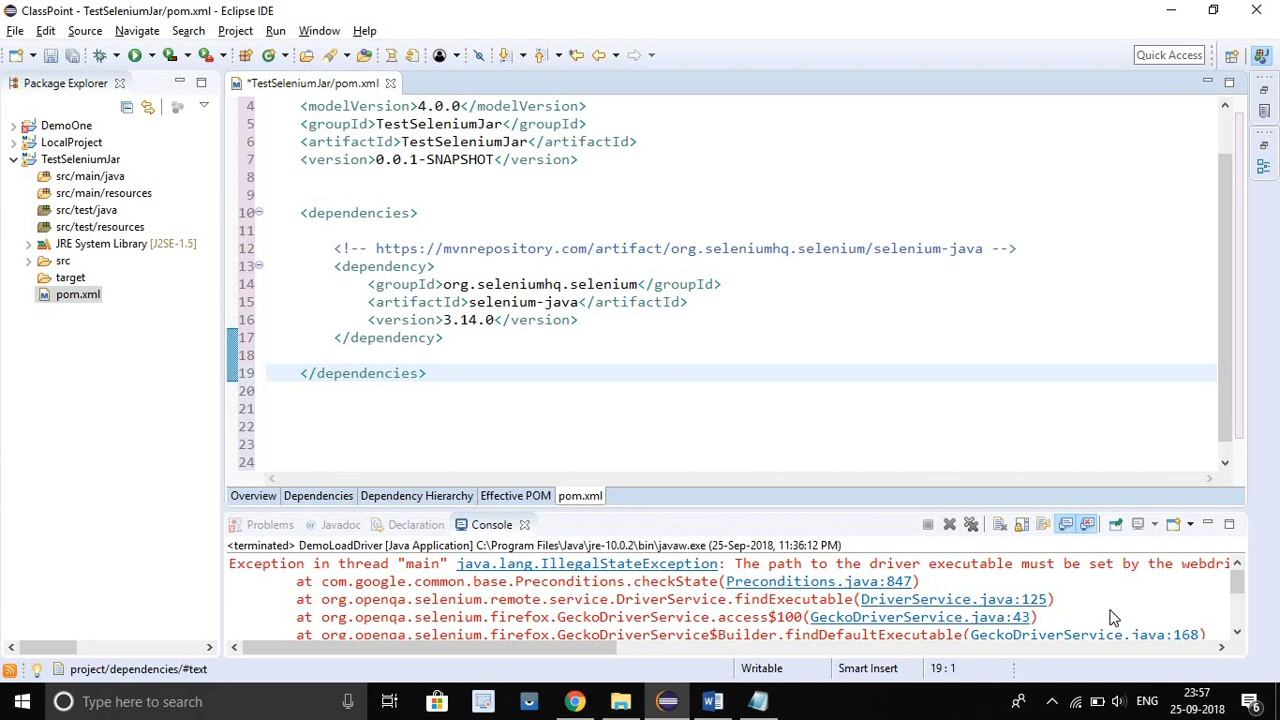 ClassPoint - TestSeleniumJar/pom.xml - Eclipse IDE
File Edit Source Refactor Navigate Search Project Run Window Help
Quick Access
Package Explorer
DemoOne
LocalProject
TestSeleniumJar
src/main/java
src/main/resources
src/test/java
src/test/resources
JRE System Library [J2SE-1.5]
src
target
pom.xml
*TestSeleniumJar/pom.xml
4 <modelVersion>4.0.0</modelVersion>
5 <groupId>TestSeleniumJar</groupId>
6 <artifactId>TestSeleniumJar</artifactId>
7 <version>0.0.1-SNAPSHOT</version>
8
9
10 <dependencies>
11
12 <!-- https://mvnrepository.com/artifact/org.seleniumhq.selenium/selenium-java -->
13 <dependency>
14 <groupId>org.seleniumhq.selenium</groupId>
15 <artifactId>selenium-java</artifactId>
16 <version>3.14.0</version>
17 </dependency>
18
19 </dependencies>
20
21
22
23
24
Overview Dependencies Dependency Hierarchy Effective POM pom.xml
Problems Javadoc Declaration Console
<terminated> DemoLoadDriver [Java Application] C:\Program Files\Java\jre-10.0.2\bin\javaw.exe (25-Sep-2018, 11:36:12 PM)
Exception in thread "main" java.lang.IllegalStateException: The path to the driver executable must be set by the webdri
at com.google.common.base.Preconditions.checkState(Preconditions.java:847)
at org.openqa.selenium.remote.service.DriverService.findExecutable(DriverService.java:125)
at org.openqa.selenium.firefox.GeckoDriverService.access$100(GeckoDriverService.java:43)
at org.openqa.selenium.firefox.GeckoDriverService$Builder.findDefaultExecutable(GeckoDriverService.java:168)
project/dependencies/#text
Writable
Smart Insert
19 : 1
Type here to search
ENG
23:57
25-09-2018
6